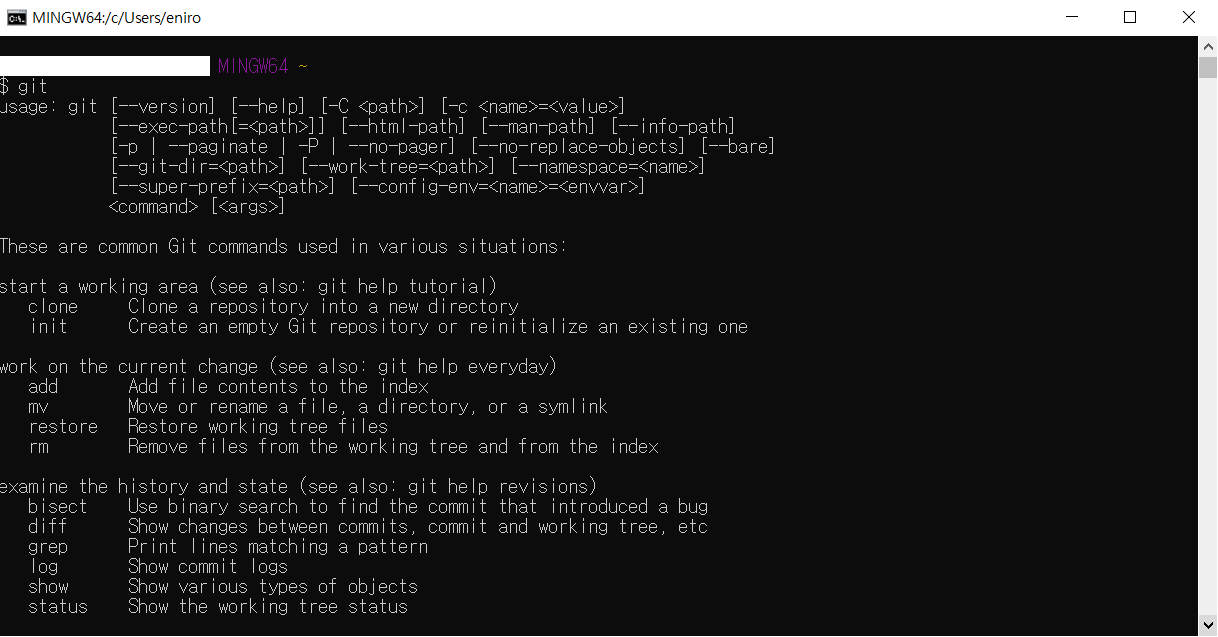 MINGW64:/c/Users/eniro
MINGW64 ~
$ git
usage: git [--version] [--help] [-C <path>] [-c <name>=<value>]
[--exec-path[=<path>]] [--html-path] [--man-path] [--info-path]
[-p | --paginate | -P | --no-pager] [--no-replace-objects] [--bare]
[--git-dir=<path>] [--work-tree=<path>] [--namespace=<name>]
[--super-prefix=<path>] [--config-env=<name>=<envvar>]
<command> [<args>]
These are common Git commands used in various situations:
start a working area (see also: git help tutorial)
clone     Clone a repository into a new directory
init      Create an empty Git repository or reinitialize an existing one
work on the current change (see also: git help everyday)
add       Add file contents to the index
mv        Move or rename a file, a directory, or a symlink
restore   Restore working tree files
rm        Remove files from the working tree and from the index
examine the history and state (see also: git help revisions)
bisect    Use binary search to find the commit that introduced a bug
diff      Show changes between commits, commit and working tree, etc
grep      Print lines matching a pattern
log       Show commit logs
show      Show various types of objects
status    Show the working tree status